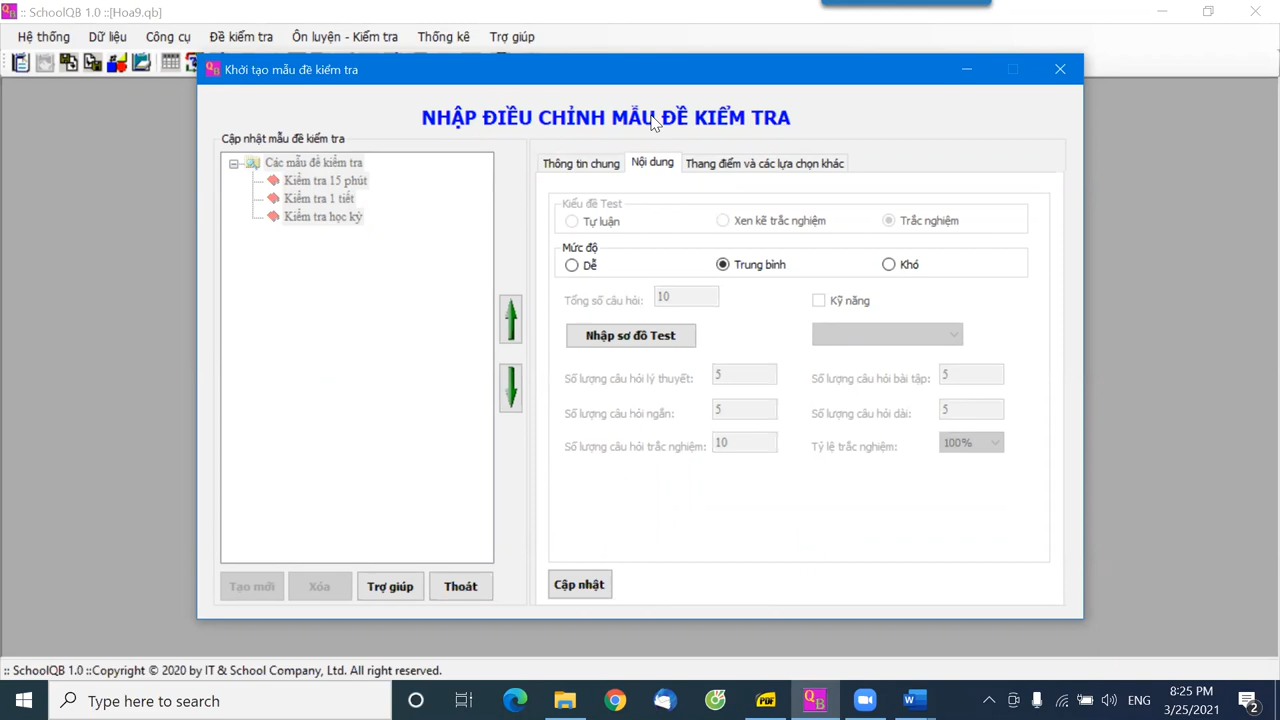 :: SchoolQB 1.0 ::[Hoa9.qb]
Hệ thống Dữ liệu Công cụ Đề kiểm tra Ôn luyện - Kiểm tra Thống kê Trợ giúp
Khởi tạo mẫu đề kiểm tra
NHẬP ĐIỀU CHỈNH MẪU ĐỀ KIỂM TRA
Cập nhật mẫu đề kiểm tra
Các mẫu đề kiểm tra
Kiểm tra 15 phút
Kiểm tra 1 tiết
Kiểm tra học kỳ
Thông tin chung Nội dung Thang điểm và các lựa chọn khác
Kiểu đề Test
Tự luận Xen kẽ trắc nghiệm Trắc nghiệm
Mức độ
Dễ Trung bình Khó
Tổng số câu hỏi: 10 Kỹ năng
Nhập sơ đồ Test
Số lượng câu hỏi lý thuyết: 5 Số lượng câu hỏi bài tập: 5
Số lượng câu hỏi ngắn: 5 Số lượng câu hỏi dài: 5
Số lượng câu hỏi trắc nghiệm: 10 Tỷ lệ trắc nghiệm: 100%
Tạo mới Xóa Trợ giúp Thoát Cập nhật
:: SchoolQB 1.0 ::Copyright © 2020 by IT & School Company, Ltd. All right reserved.
Type here to search
ENG
8:25 PM
3/25/2021
2